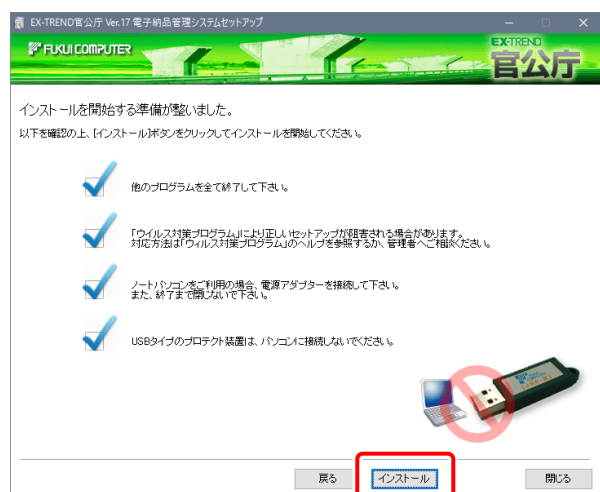 EX-TREND官公庁 Ver.17 電子納品管理システムセットアップ
FUKUI COMPUTER
EX-TREND
官公庁
インストールを開始する準備が整いました。
以下を確認の上、[インストール]ボタンをクリックしてインストールを開始してください。
他のプログラムを全て終了して下さい。
「ウイルス対策プログラム」により正しいセットアップが阻害される場合があります。
対応方法は「ウィルス対策プログラム」のヘルプを参照するか、管理者へご相談ください。
ノートパソコンをご利用の場合、電源アダプターを接続して下さい。
また、終了まで閉じないで下さい。
USBタイプのプロテクト装置は、パソコンに接続しないでください。
戻る
インストール
閉じる